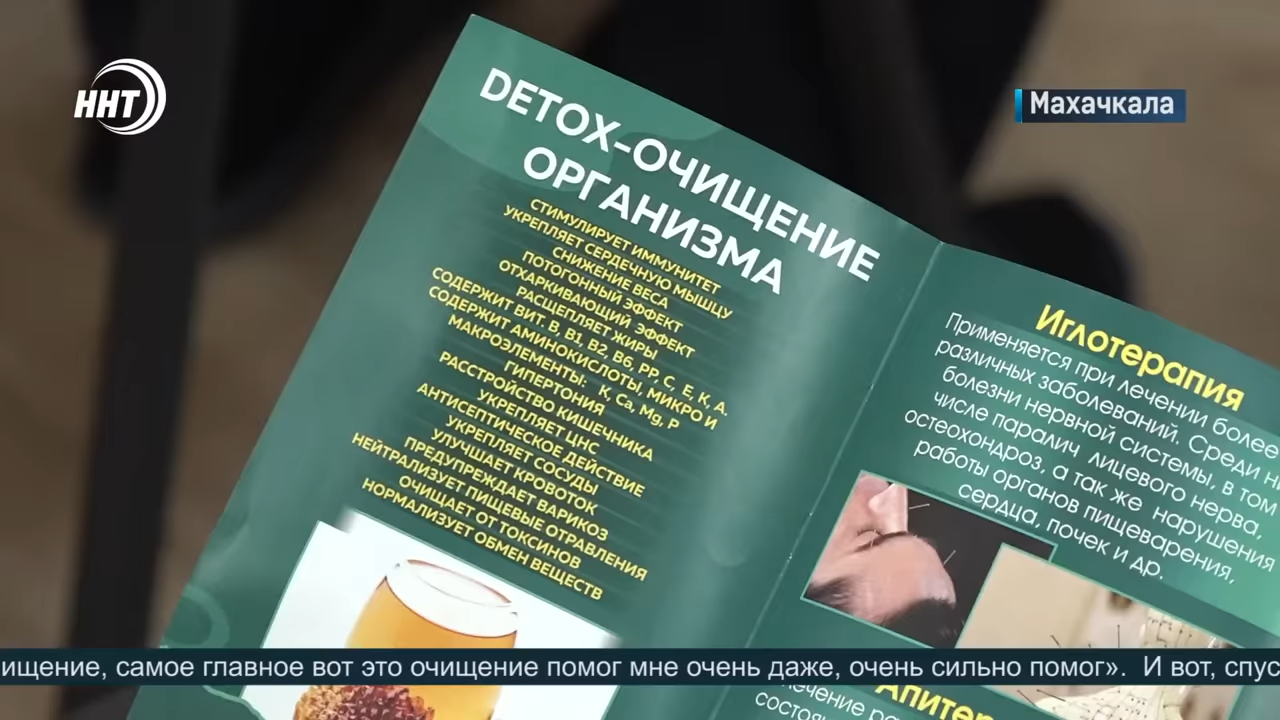 ННТ
Махачкала
DETOX-ОЧИЩЕНИЕ
ОРГАНИЗМА
СТИМУЛИРУЕТ ИММУНИТЕТ
УКРЕПЛЯЕТ СЕРДЕЧНУЮ МЫШЦУ
СНИЖЕНИЕ ВЕСА
ПОТОГОННЫЙ ЭФФЕКТ
ОТХАРКИВАЮЩИЙ ЭФФЕКТ
РАСЩЕПЛЯЕТ ЖИРЫ
СОДЕРЖИТ ВИТ. В, В1, В2, В6, РР, С, Е, К, А.
СОДЕРЖИТ АМИНОКИСЛОТЫ, МИКРО И
МАКРОЭЛЕМЕНТЫ: К, Са, Mg, Р
ГИПЕРТОНИЯ
РАССТРОЙСТВО КИШЕЧНИКА
УКРЕПЛЯЕТ ЦНС
АНТИСЕПТИЧЕСКОЕ ДЕЙСТВИЕ
УКРЕПЛЯЕТ СОСУДЫ
УЛУЧШАЕТ КРОВОТОК
ПРЕДУПРЕЖДАЕТ ВАРИКОЗ
НЕЙТРАЛИЗУЕТ ПИЩЕВЫЕ ОТРАВЛЕНИЯ
ОЧИЩАЕТ ОТ ТОКСИНОВ
НОРМАЛИЗУЕТ ОБМЕН ВЕЩЕСТВ
Иглотерапия
Применяется при лечении более
различных заболеваний. Среди
болезни нервной системы, в том
числе паралич лицевого нерва,
остеохондроз, а так же нарушения
работы органов пищеварения,
сердца, почек и др.
ищение, самое главное вот это очищение помог мне очень даже, очень сильно помог». И вот, спус